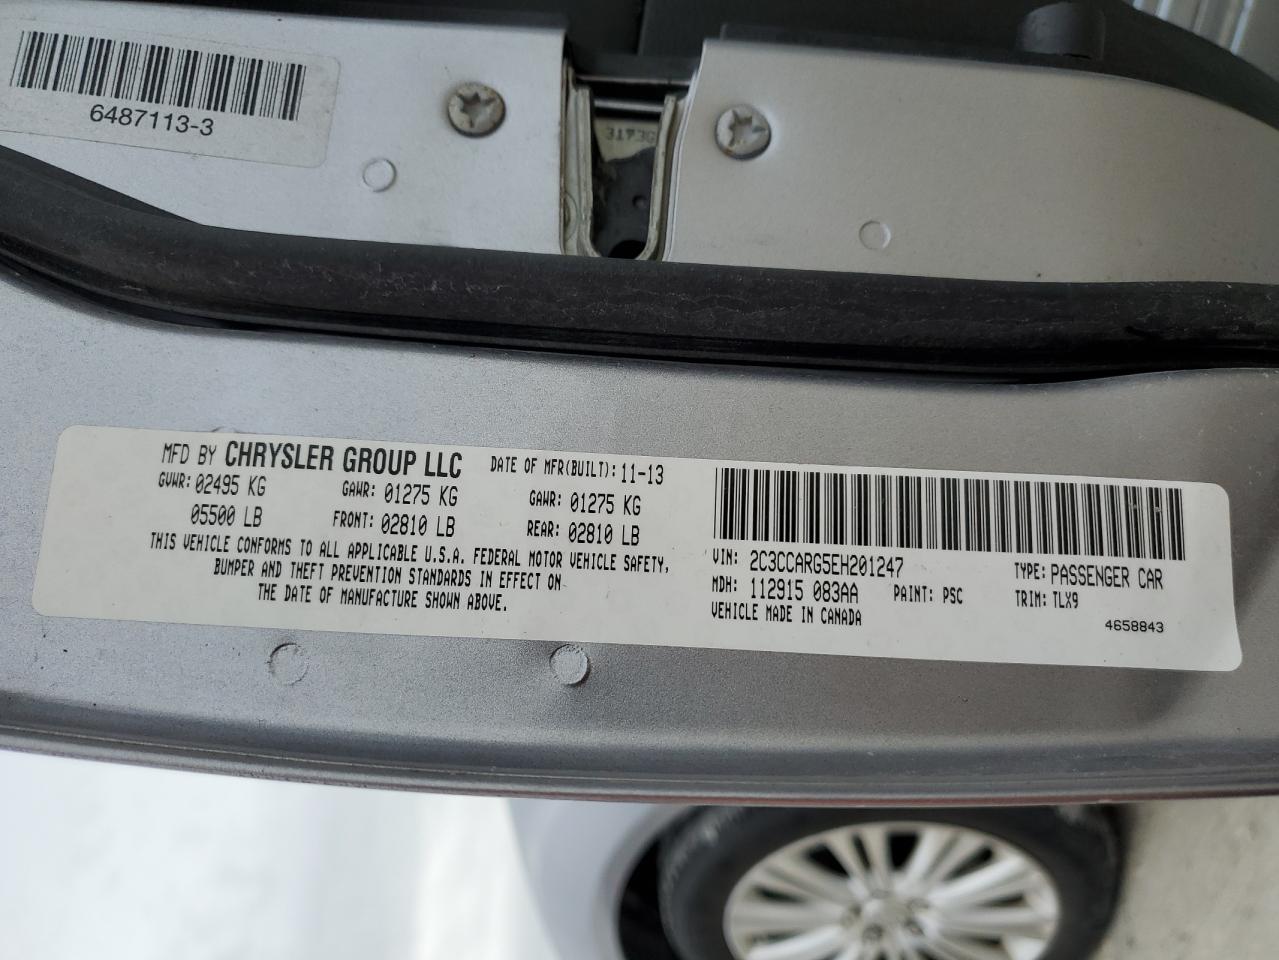 6487113-3
MFD BY CHRYSLER GROUP LLC DATE OF MFR(BUILT): 11-13
GVWR: 02495 KG GAWR: 01275 KG GAWR: 01275 KG
05500 LB FRONT: 02810 LB REAR: 02810 LB
THIS VEHICLE CONFORMS TO ALL APPLICABLE U.S.A. FEDERAL MOTOR VEHICLE SAFETY,
BUMPER AND THEFT PREVENTION STANDARDS IN EFFECT ON
THE DATE OF MANUFACTURE SHOWN ABOVE.
VIN: 2C3CCARG5EH201247 TYPE: PASSENGER CAR
MDH: 112915 083AA PAINT: PSC TRIM: TLX9
VEHICLE MADE IN CANADA 4658843